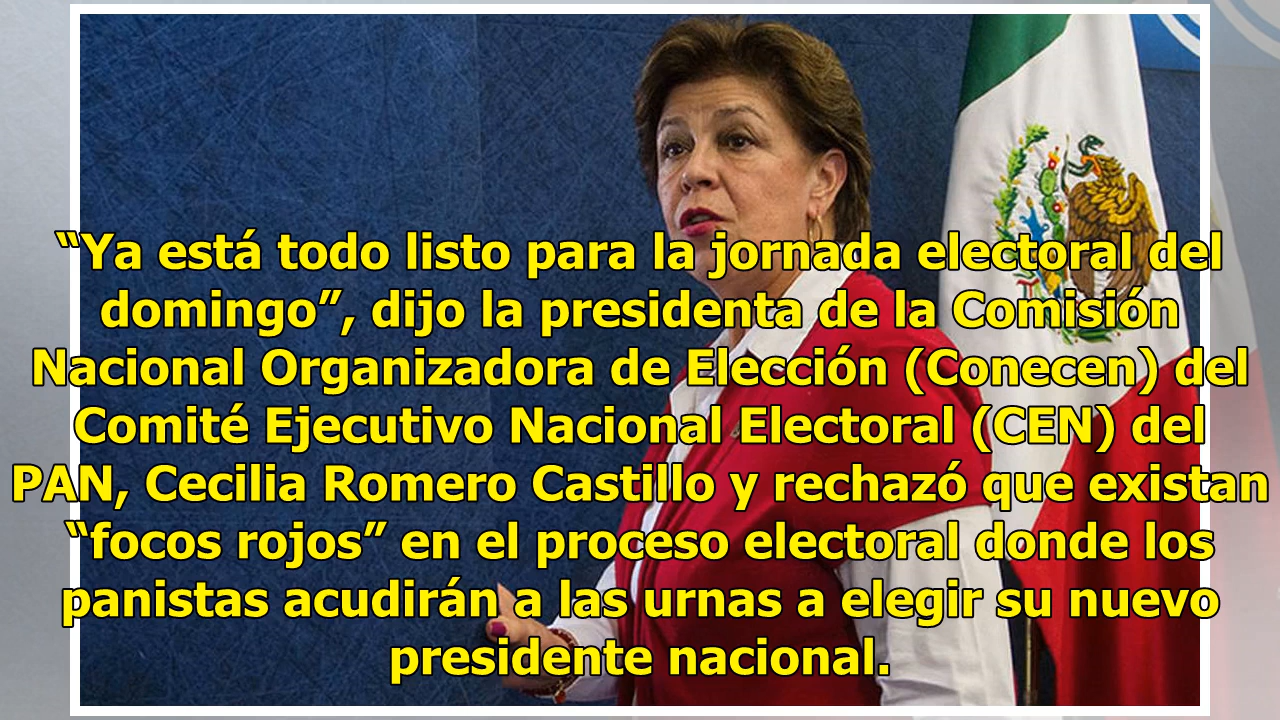 “Ya está todo listo para la jornada electoral del
domingo”, dijo la presidenta de la Comisión
Nacional Organizadora de Elección (Conecen) del
Comité Ejecutivo Nacional Electoral (CEN) del
PAN, Cecilia Romero Castillo y rechazó que existan
“focos rojos” en el proceso electoral donde los
panistas acudirán a las urnas a elegir su nuevo
presidente nacional.